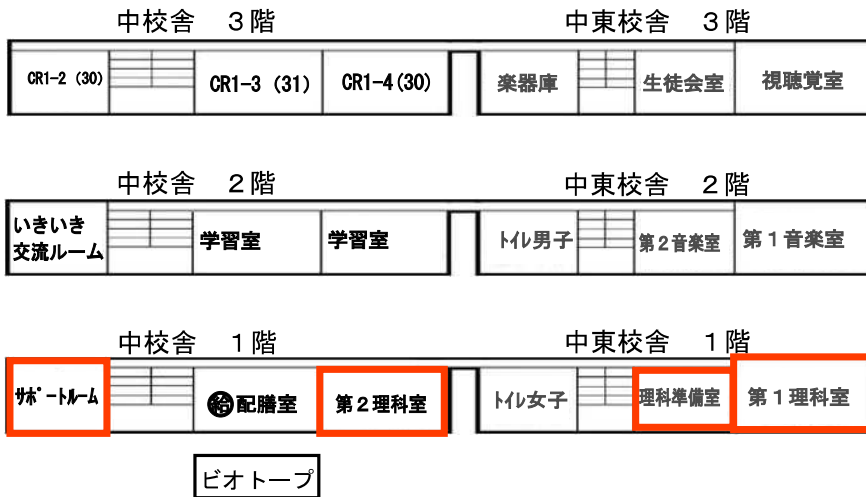 中校舎 3階
中東校舎 3階
CR1-2 (30)
CR1-3 (31)
CR1-4(30)
楽器庫
生徒会室
視聴覚室
中校舎 2階
中東校舎 2階
いきいき
交流ルーム
学習室
学習室
ﾄｲﾚ男子
第2音楽室
第1音楽室
中校舎 1階
中東校舎 1階
ｻﾎﾟｰﾄﾙｰﾑ
㊒配膳室
第2理科室
ﾄｲﾚ女子
理科準備室
第1理科室
ビオトープ